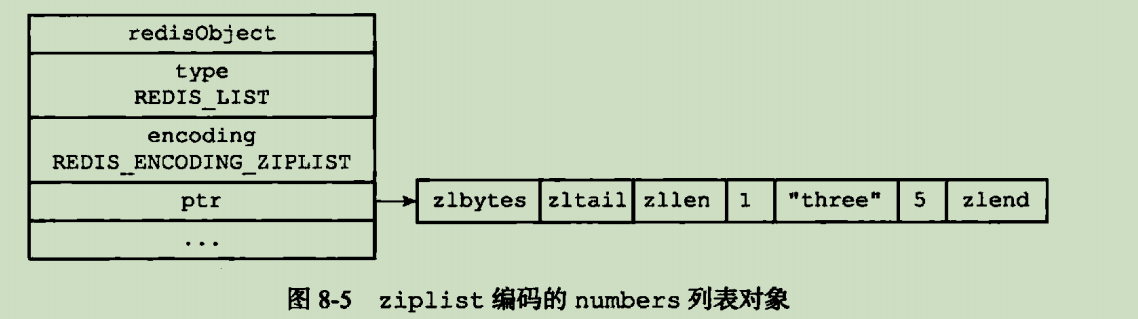 redisObject
type
REDIS_LIST
encoding
REDIS_ENCODING_ZIPLIST
ptr
zlbytes zltail zllen 1 "three" 5 zlend
...
图 8-5 ziplist 编码的 numbers 列表对象